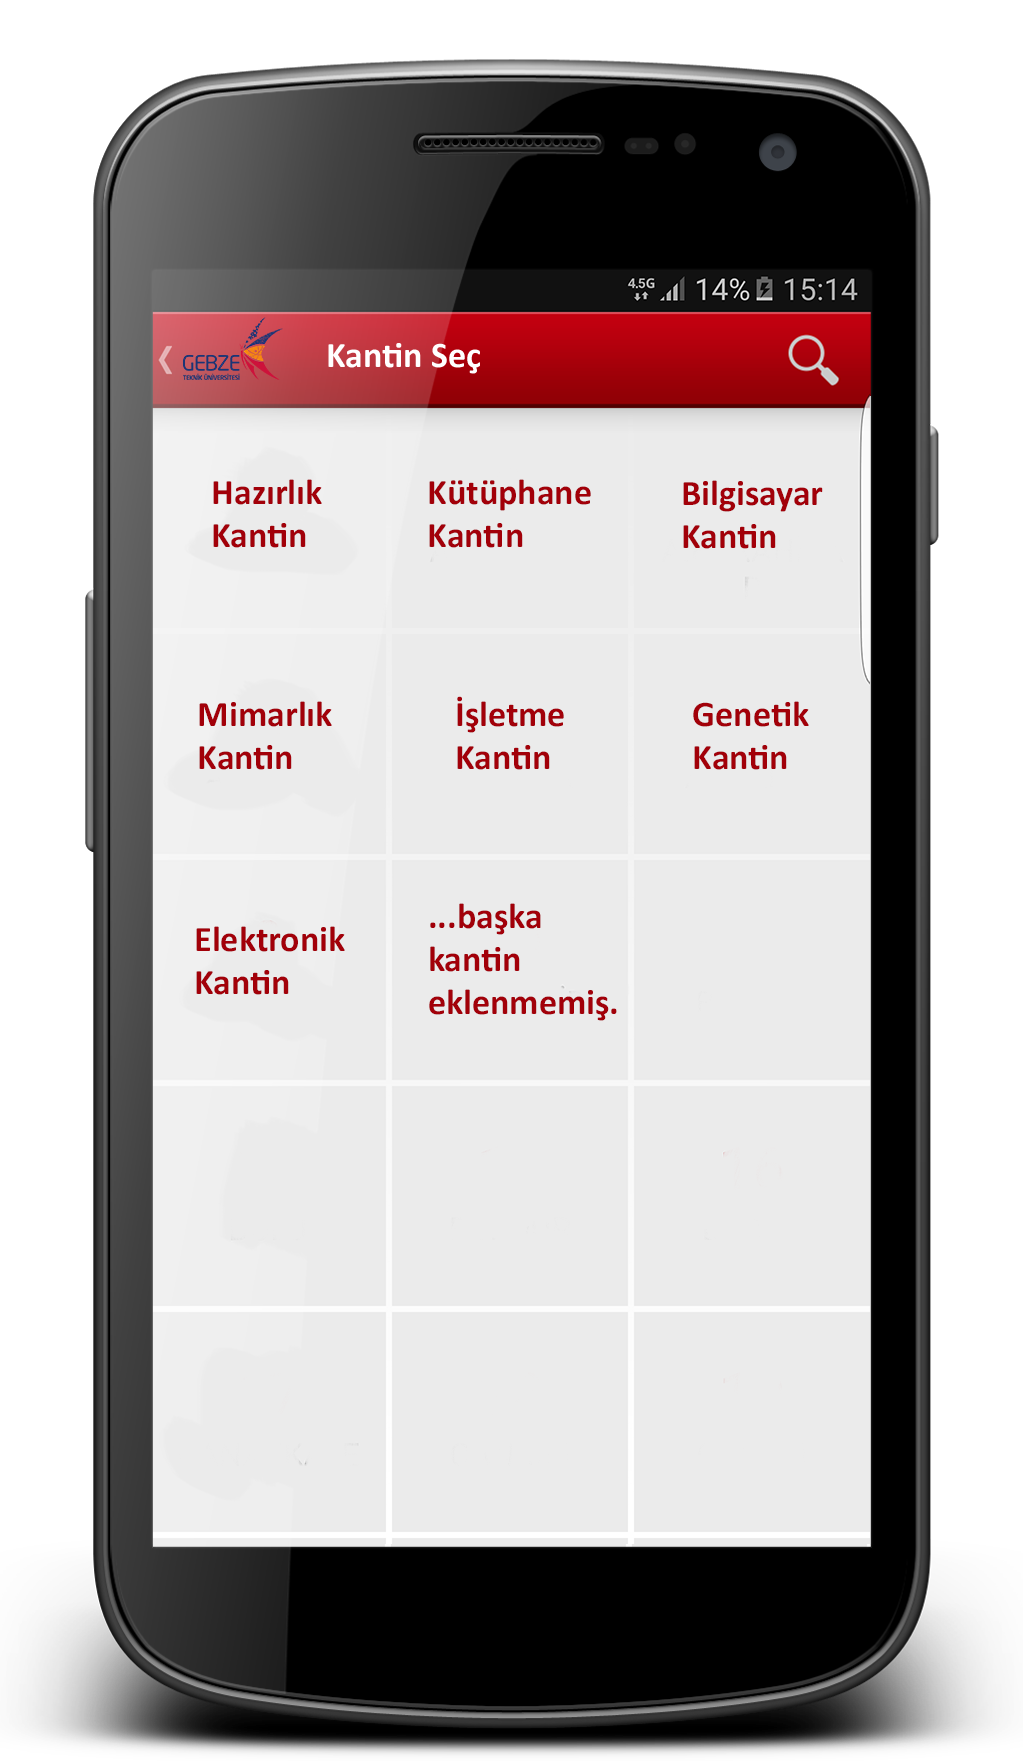 4.5G 14% 15:14
GEBZE
TEKNİK ÜNİVERSİTESİ
Kantin Seç
Hazırlık
Kantin
Kütüphane
Kantin
Bilgisayar
Kantin
Mimarlık
Kantin
İşletme
Kantin
Genetik
Kantin
Elektronik
Kantin
...başka
kantin
eklenmemiş.